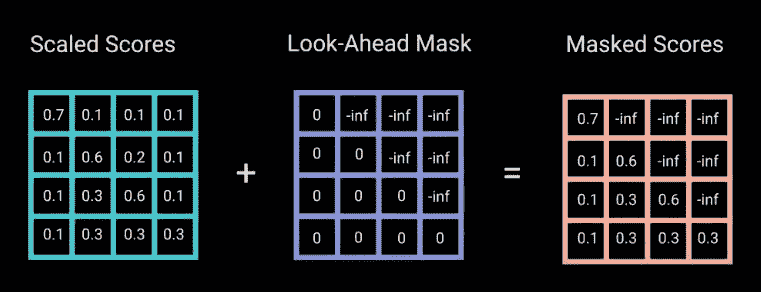 Scaled Scores Look-Ahead Mask Masked Scores
0.7 0.1 0.1 0.1 0 -inf -inf -inf 0.7 -inf -inf -inf
0.1 0.6 0.2 0.1 0 0 -inf -inf 0.1 0.6 -inf -inf
+ =
0.1 0.3 0.6 0.1 0 0 0 -inf 0.1 0.3 0.6 -inf
0.1 0.3 0.3 0.3 0 0 0 0 0.1 0.3 0.3 0.3